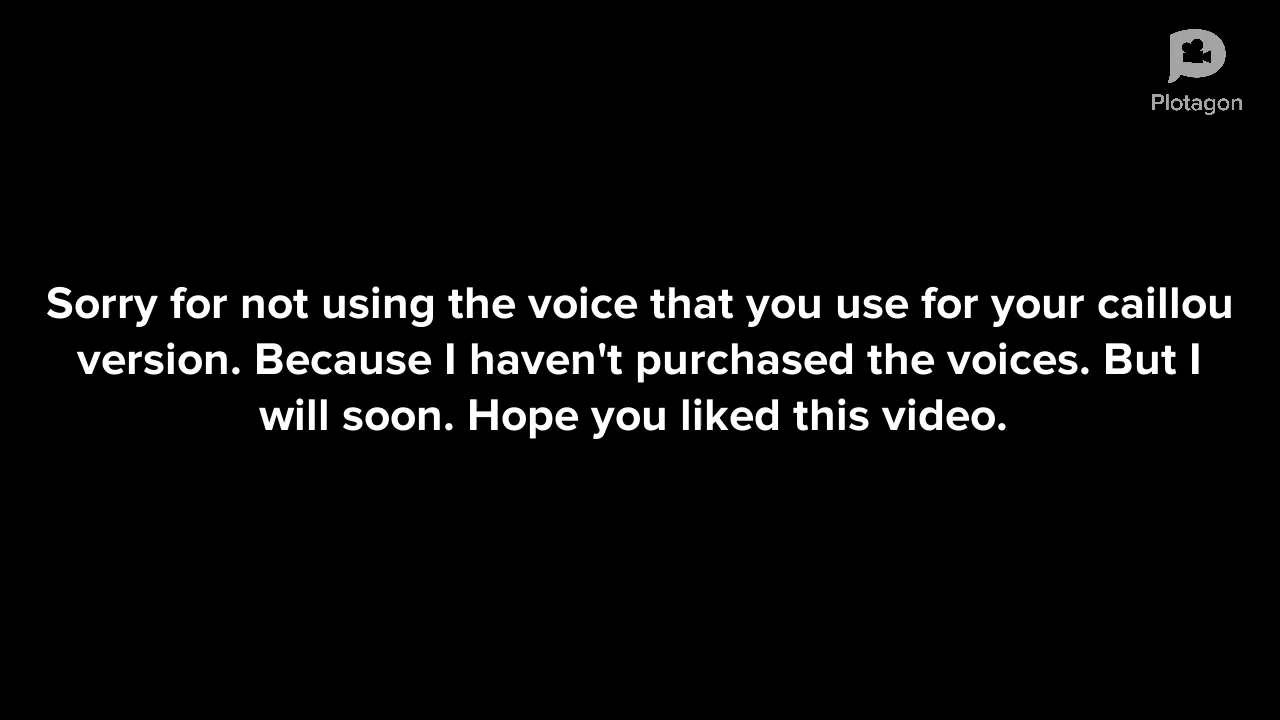 Plotagon
Sorry for not using the voice that you use for your caillou
version. Because I haven't purchased the voices. But I
will soon. Hope you liked this video.